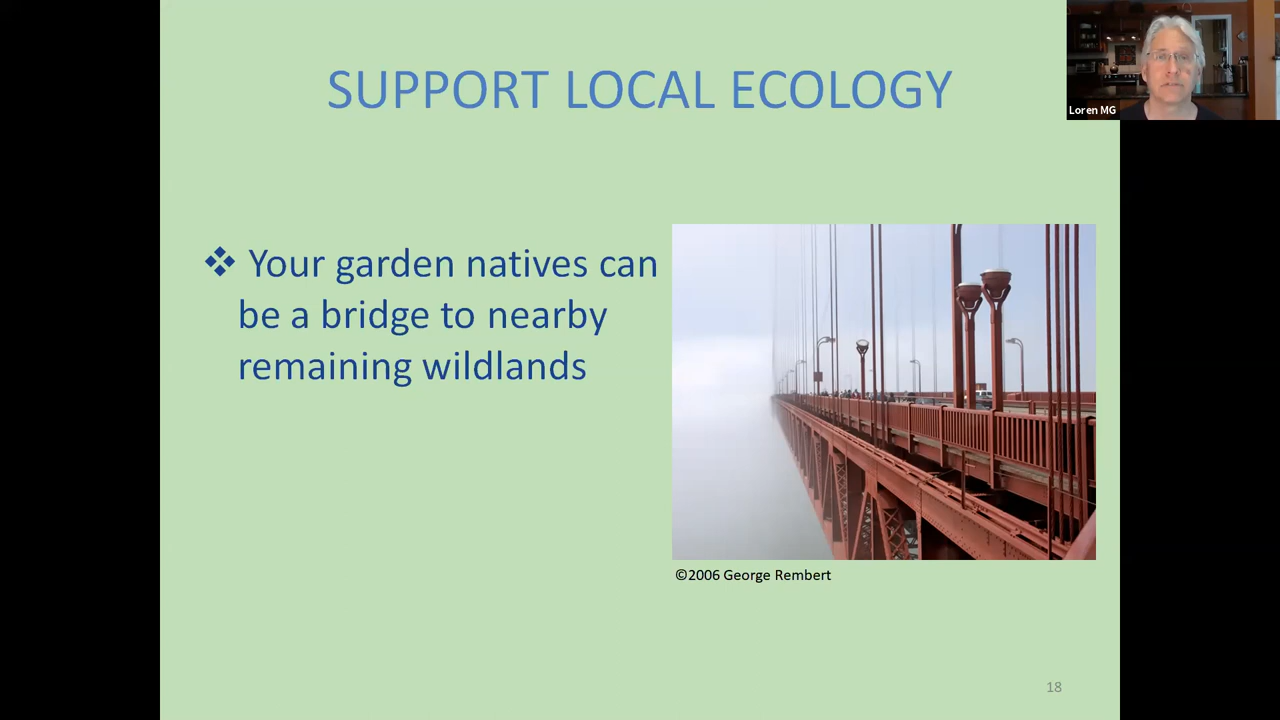 SUPPORT LOCAL ECOLOGY
Loren MG
❖ Your garden natives can
be a bridge to nearby
remaining wildlands
©2006 George Rembert
18